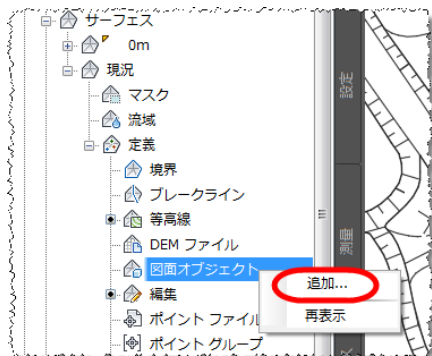 サーフェス
0m
現況
マスク
流域
定義
境界
ブレークライン
等高線
DEM ファイル
図面オブジェクト
編集
ポイント ファイル
ポイント グループ
追加...
再表示
設定
測量